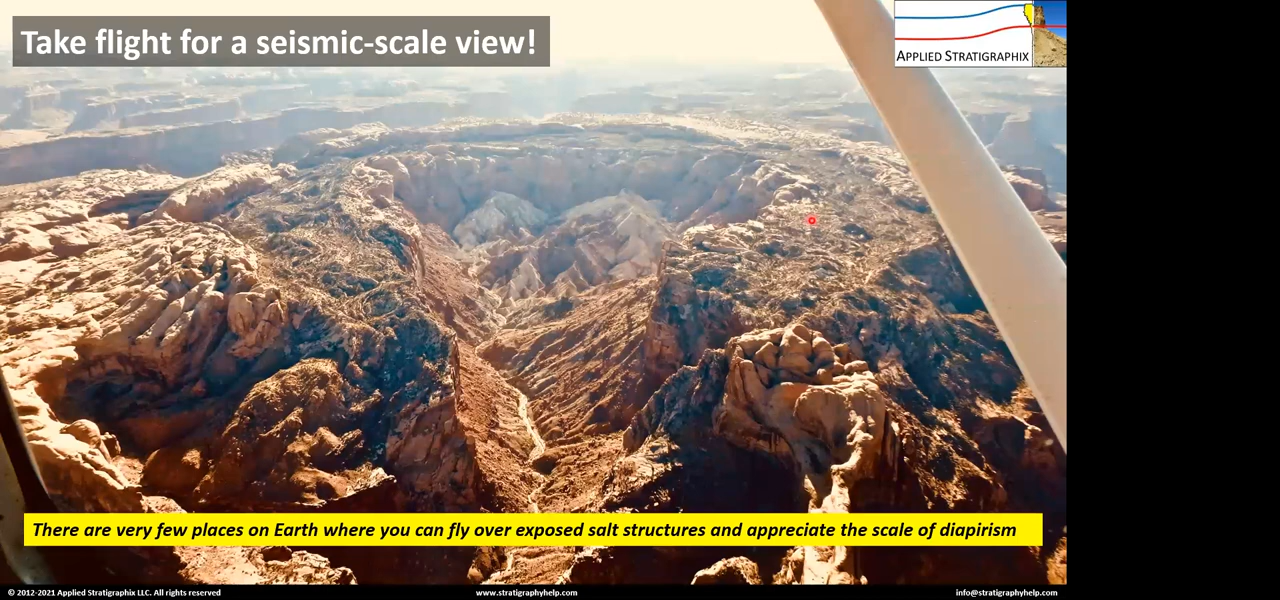 Take flight for a seismic-scale view!
APPLIED STRATIGRAPHIX
There are very few places on Earth where you can fly over exposed salt structures and appreciate the scale of diapirism
© 2012-2021 Applied Stratigraphix LLC. All rights reserved
www.stratigraphyhelp.com
info@stratigraphyhelp.com